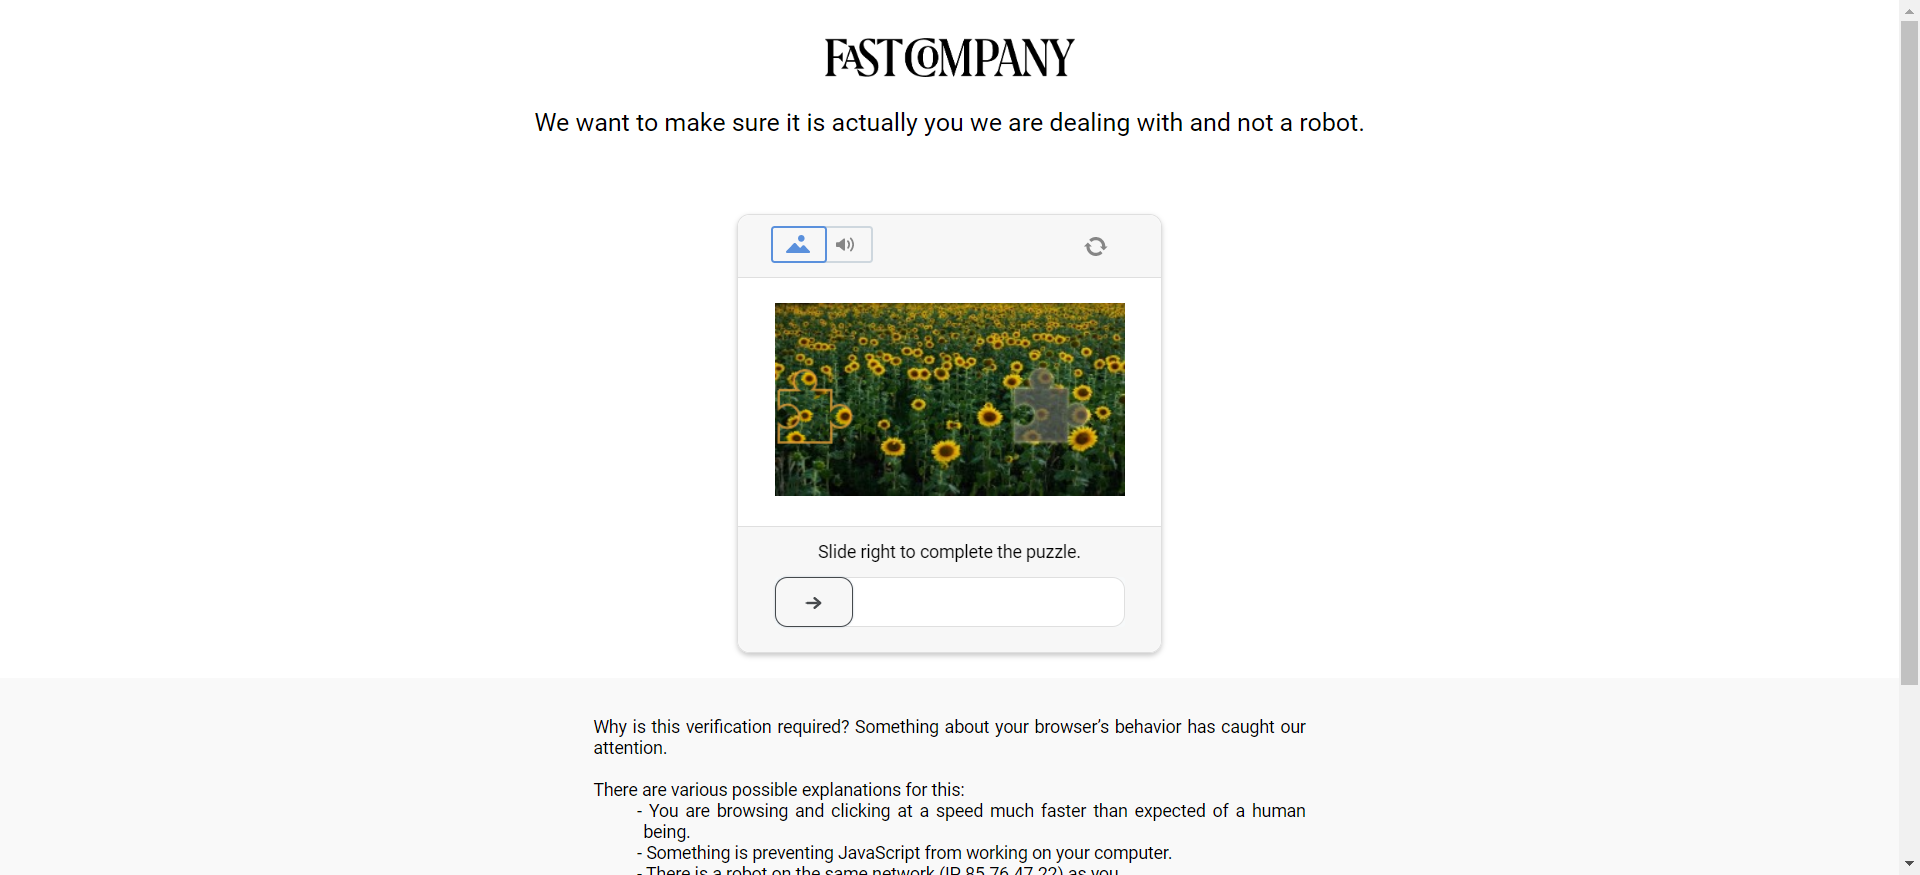 FAST COMPANY
We want to make sure it is actually you we are dealing with and not a robot.
Slide right to complete the puzzle.
Why is this verification required? Something about your browser’s behavior has caught our
attention.
There are various possible explanations for this:
- You are browsing and clicking at a speed much faster than expected of a human
being.
- Something is preventing JavaScript from working on your computer.
- There is a robot on the same network (IP 85.76.47.22) as you.